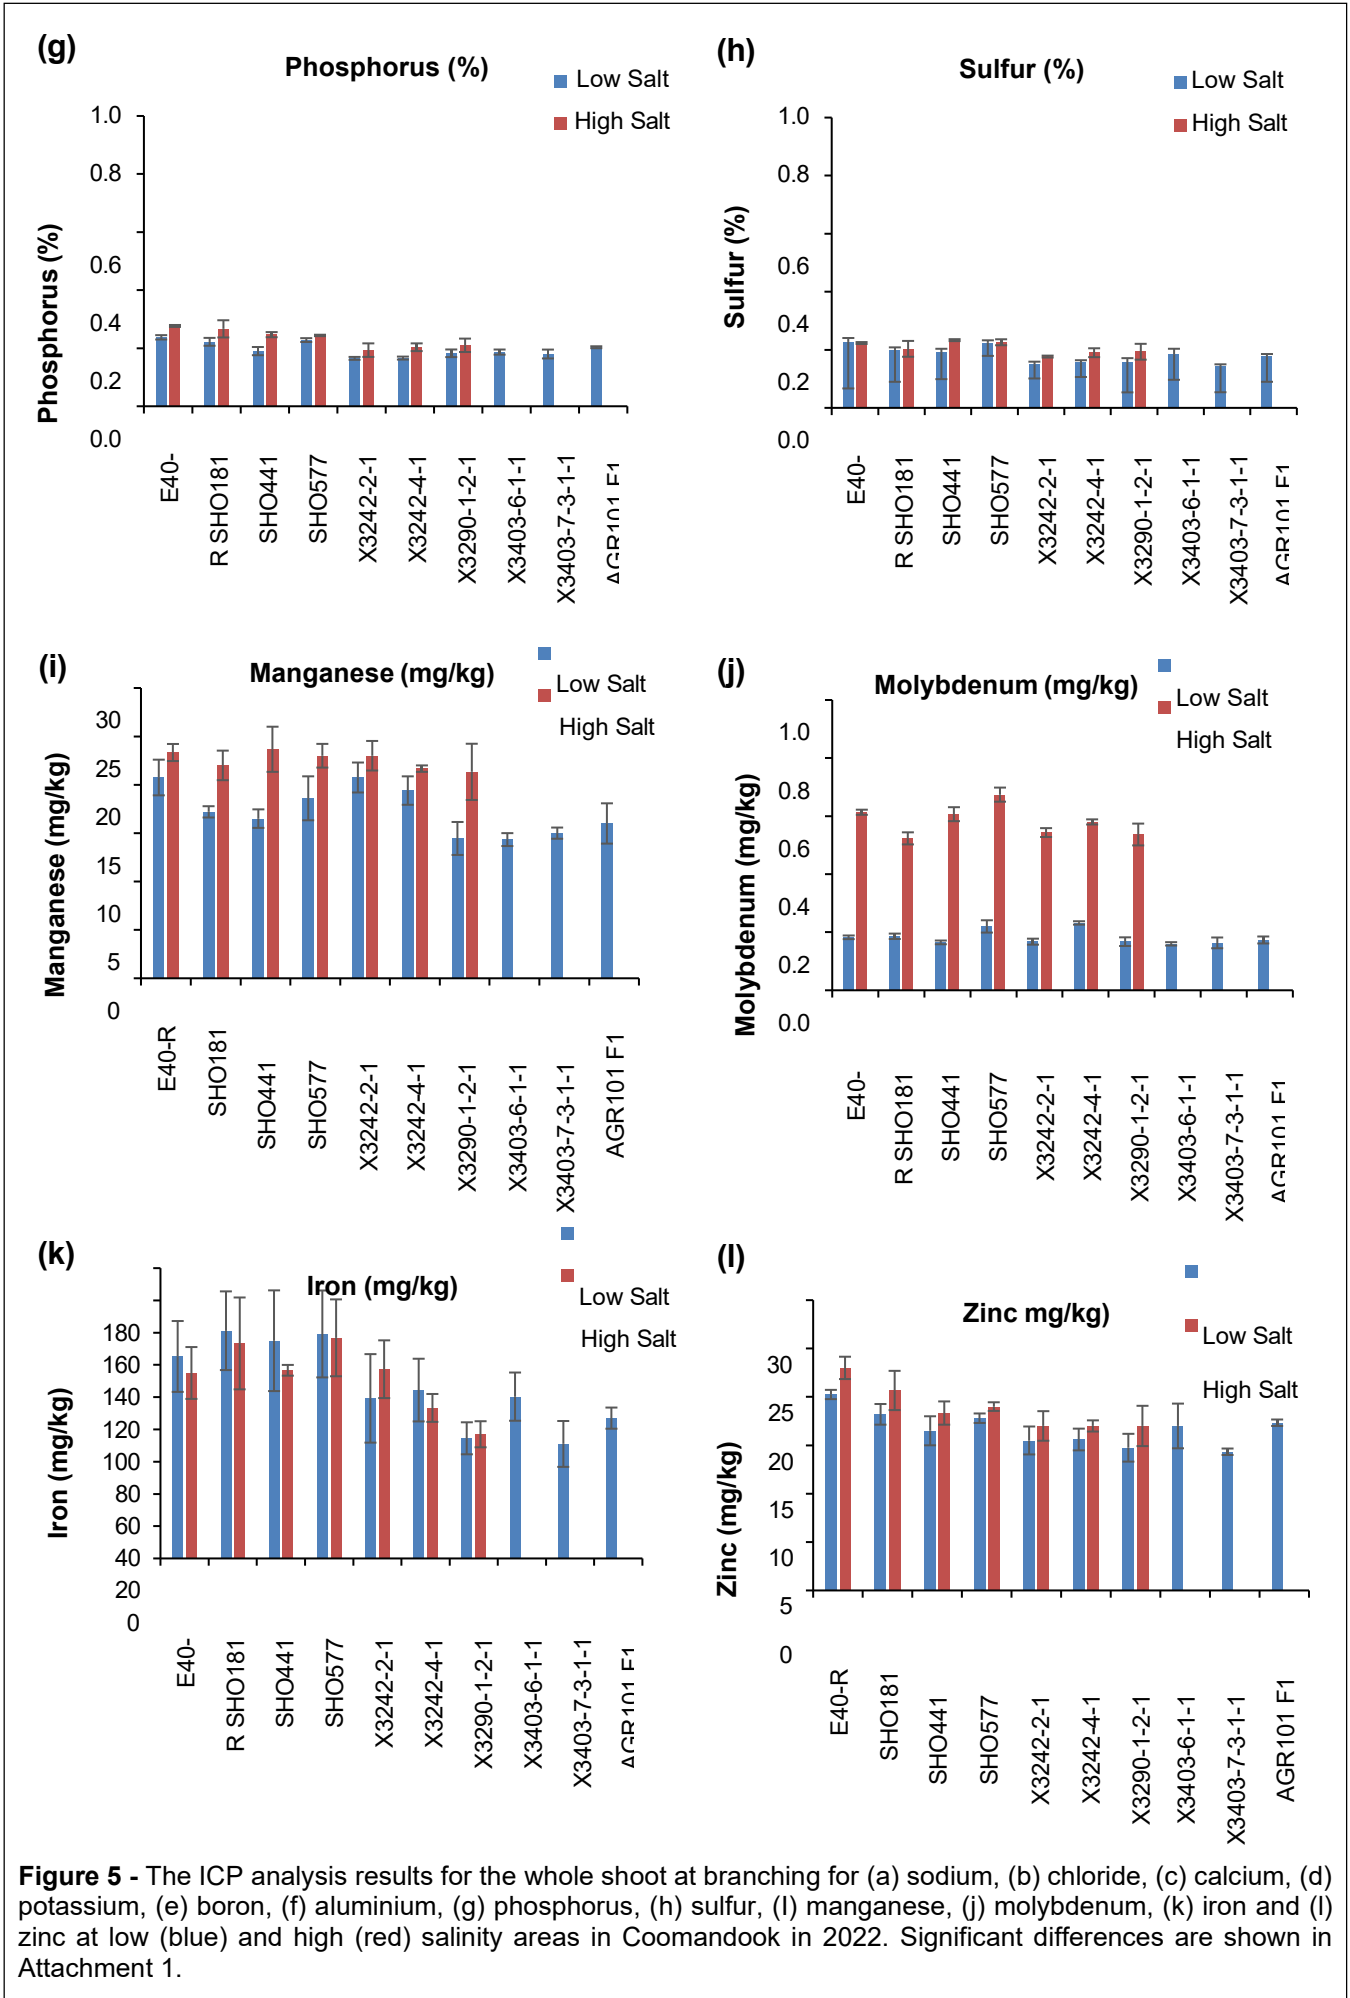 (g)
Phosphorus (%)
Low Salt
High Salt
1.0
0.8
0.6
0.4
0.2
0.0
Phosphorus (%)
E40-
R SHO181
SHO441
SHO577
X3242-2-1
X3242-4-1
X3290-1-2-1
X3403-6-1-1
X3403-7-3-1-1
AGR101 F1
(h)
Sulfur (%)
Low Salt
High Salt
1.0
0.8
0.6
0.4
0.2
0.0
Sulfur (%)
E40-
R SHO181
SHO441
SHO577
X3242-2-1
X3242-4-1
X3290-1-2-1
X3403-6-1-1
X3403-7-3-1-1
AGR101 F1
(i)
Manganese (mg/kg)
Low Salt
High Salt
30
25
20
15
10
5
0
Manganese (mg/kg)
E40-R
SHO181
SHO441
SHO577
X3242-2-1
X3242-4-1
X3290-1-2-1
X3403-6-1-1
X3403-7-3-1-1
AGR101 F1
(j)
Molybdenum (mg/kg)
Low Salt
High Salt
1.0
0.8
0.6
0.4
0.2
0.0
Molybdenum (mg/kg)
E40-
R SHO181
SHO441
SHO577
X3242-2-1
X3242-4-1
X3290-1-2-1
X3403-6-1-1
X3403-7-3-1-1
AGR101 F1
(k)
Iron (mg/kg)
Low Salt
High Salt
180
160
140
120
100
80
60
40
20
0
Iron (mg/kg)
E40-
R SHO181
SHO441
SHO577
X3242-2-1
X3242-4-1
X3290-1-2-1
X3403-6-1-1
X3403-7-3-1-1
AGR101 F1
(l)
Zinc mg/kg)
Low Salt
High Salt
30
25
20
15
10
5
0
Zinc (mg/kg)
E40-R
SHO181
SHO441
SHO577
X3242-2-1
X3242-4-1
X3290-1-2-1
X3403-6-1-1
X3403-7-3-1-1
AGR101 F1
Figure 5 - The ICP analysis results for the whole shoot at branching for (a) sodium, (b) chloride, (c) calcium, (d)
potassium, (e) boron, (f) aluminium, (g) phosphorus, (h) sulfur, (I) manganese, (j) molybdenum, (k) iron and (l)
zinc at low (blue) and high (red) salinity areas in Coomandook in 2022. Significant differences are shown in
Attachment 1.